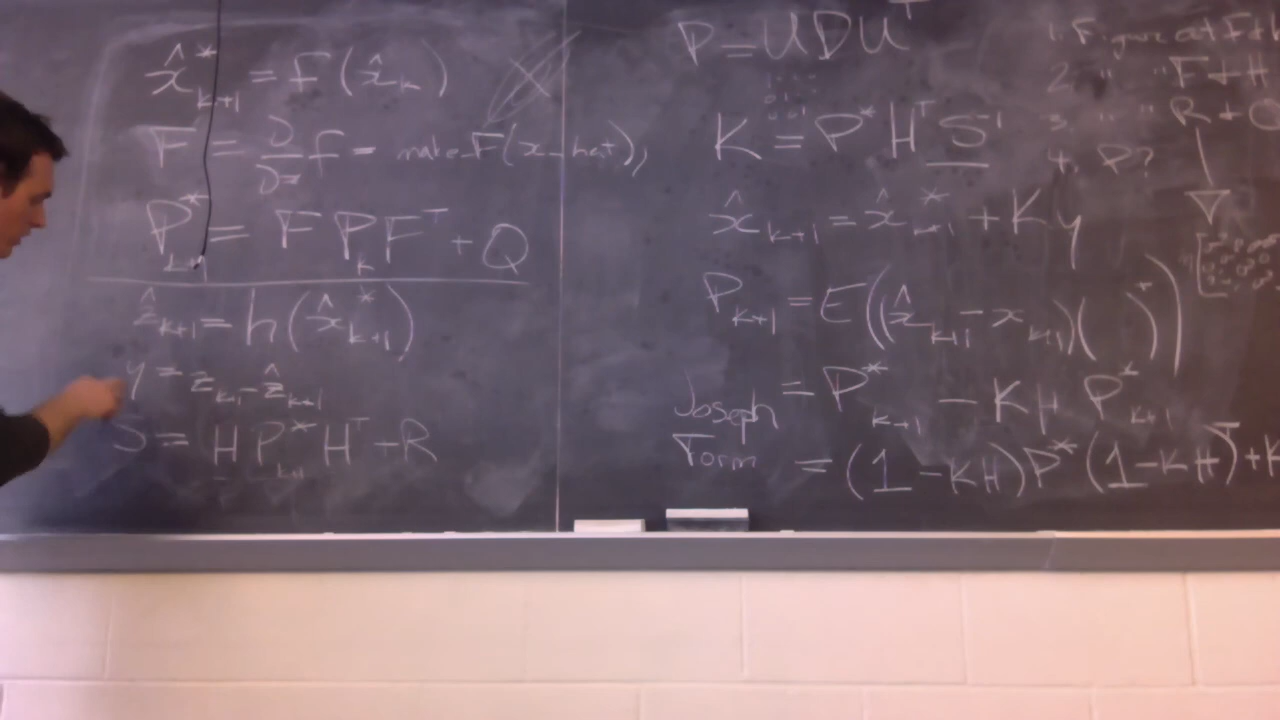 x̂*k+1 = f(x̂k)
F = D/Dx f = make_F(x_hat),
P*k+1 = F Pk Fᵀ + Q
ẑk+1 = h(x̂*k+1)
y = zk+1 - ẑk+1
S = H P*k+1 Hᵀ + R
P = UDUᵀ
K = P* Hᵀ S⁻¹
x̂k+1 = x̂*k+1 + Ky
Pk+1 = E((x̂k+1 - xk+1)( )ᵀ)
= P*k+1 - KH P*k+1
Joseph Form
= (1 - KH)P*(1 - KH)ᵀ + K
1. Figure out f + h
2. " " F + H
3. " " R + Q
4. P?